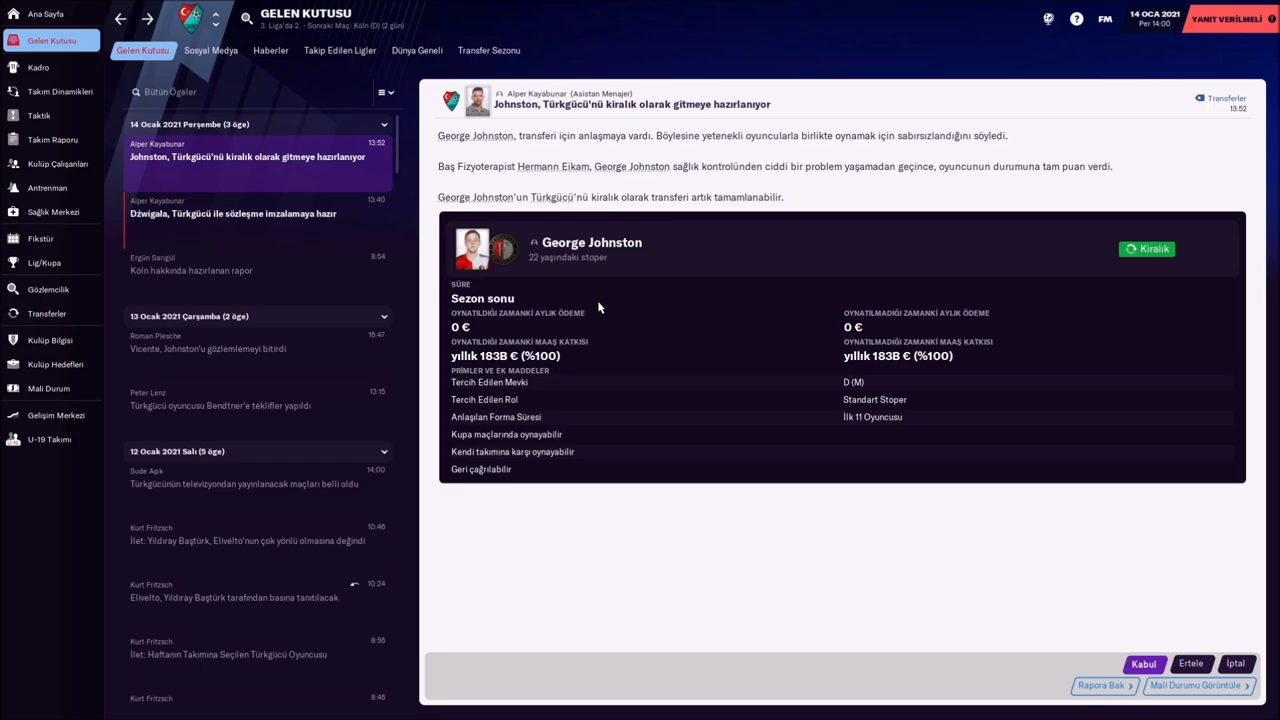 Ana Sayfa
Gelen Kutusu
Kadro
Takım Dinamikleri
Taktik
Takım Raporu
Kulüp Çalışanları
Antrenman
Sağlık Merkezi
Fikstür
Lig/Kupa
Gözlemcilik
Transferler
Kulüp Bilgisi
Kulüp Hedefleri
Mali Durum
Gelişim Merkezi
U-19 Takımı
GELEN KUTUSU
3. Liga'da 2. - Sonraki Maç: Köln (D) (2 gün)
FM
14 OCA 2021
Per 14:00
YANIT VERİLMELİ
Gelen Kutusu Sosyal Medya Haberler Takip Edilen Ligler Dünya Geneli Transfer Sezonu
Bütün Ögeler
14 Ocak 2021 Perşembe (3 öge)
Alper Kayabunar 13:52
Johnston, Türkgücü'nü kiralık olarak gitmeye hazırlanıyor
Alper Kayabunar 13:40
Dźwigala, Türkgücü ile sözleşme imzalamaya hazır
Ergün Sarıgül 8:54
Köln hakkında hazırlanan rapor
13 Ocak 2021 Çarşamba (2 öge)
Roman Plesche 16:47
Vicente, Johnston'u gözlemlemeyi bitirdi
Peter Lenz 13:15
Türkgücü oyuncusu Bendtner'e teklifler yapıldı
12 Ocak 2021 Salı (5 öge)
Sude Apık 14:00
Türkgücünün televizyondan yayınlanacak maçları belli oldu
Kurt Fritzsch 10:46
İlet: Yıldıray Baştürk, Elivelto'nun çok yönlü olmasına değindi
Kurt Fritzsch 10:24
Elivelto, Yıldıray Baştürk tarafından basına tanıtılacak
Kurt Fritzsch 8:56
İlet: Haftanın Takımına Seçilen Türkgücü Oyuncusu
Kurt Fritzsch 8:46
Alper Kayabunar (Asistan Menajer)
Johnston, Türkgücü'nü kiralık olarak gitmeye hazırlanıyor
Transferler
13:52
George Johnston, transferi için anlaşmaya vardı. Böylesine yetenekli oyuncularla birlikte oynamak için sabırsızlandığını söyledi.
Baş Fizyoterapist Hermann Eikam, George Johnston sağlık kontrolünden ciddi bir problem yaşamadan geçince, oyuncunun durumuna tam puan verdi.
George Johnston'un Türkgücü'nü kiralık olarak transferi artık tamamlanabilir.
George Johnston
22 yaşındaki stoper
Kiralık
SÜRE
Sezon sonu
OYNATILDIĞI ZAMANKİ AYLIK ÖDEME OYNATILMADIĞI ZAMANKİ AYLIK ÖDEME
0 € 0 €
OYNATILDIĞI ZAMANKİ MAAŞ KATKISI OYNATILMADIĞI ZAMANKİ MAAŞ KATKISI
yıllık 183B € (%100) yıllık 183B € (%100)
PRİMLER VE EK MADDELER
Tercih Edilen Mevki D (M)
Tercih Edilen Rol Standart Stoper
Anlaşılan Forma Süresi İlk 11 Oyuncusu
Kupa maçlarında oynayabilir
Kendi takımına karşı oynayabilir
Geri çağrılabilir
Kabul Ertele İptal
Rapora Bak Mali Durumu Görüntüle